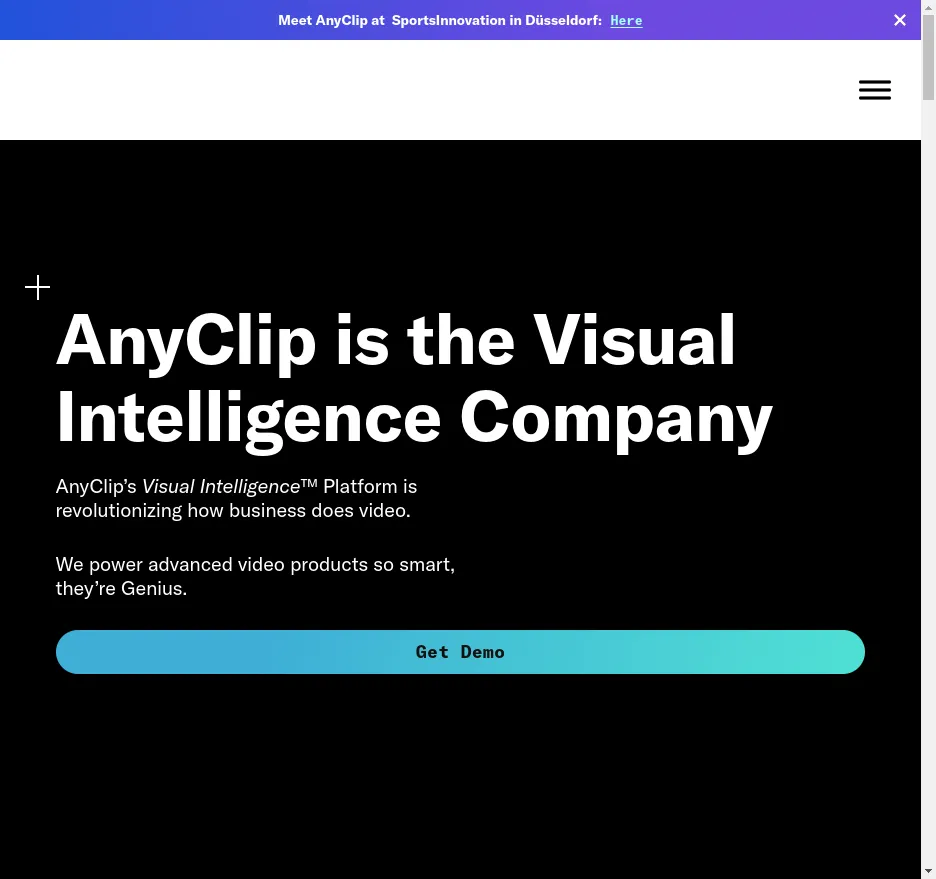 Meet AnyClip at SportsInnovation in Düsseldorf: Here
AnyClip is the Visual
Intelligence Company
AnyClip’s Visual Intelligence™ Platform is
revolutionizing how business does video.
We power advanced video products so smart,
they’re Genius.
Get Demo